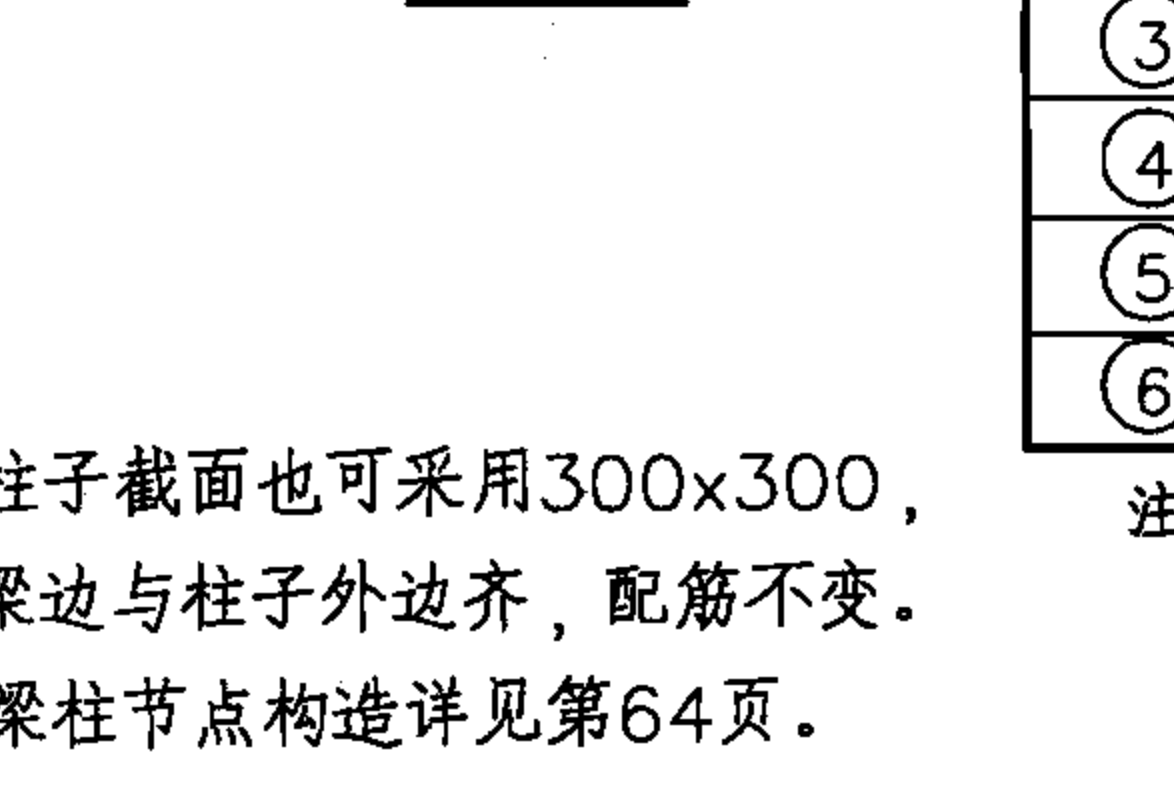 ③
④
⑤
⑥
柱子截面也可采用300x300，
梁边与柱子外边齐，配筋不变。
梁柱节点构造详见第64页。
注